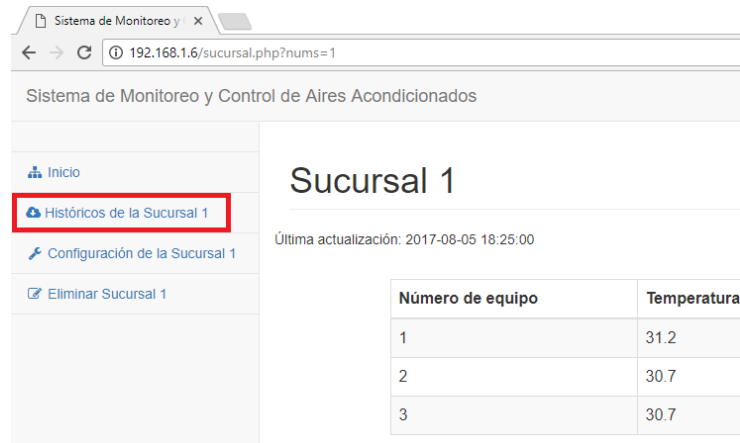 Sistema de Monitoreo y
192.168.1.6/sucursal.php?nums=1
Sistema de Monitoreo y Control de Aires Acondicionados
Inicio
Históricos de la Sucursal 1
Configuración de la Sucursal 1
Eliminar Sucursal 1
Sucursal 1
Última actualización: 2017-08-05 18:25:00
Número de equipo Temperatura
1 31.2
2 30.7
3 30.7